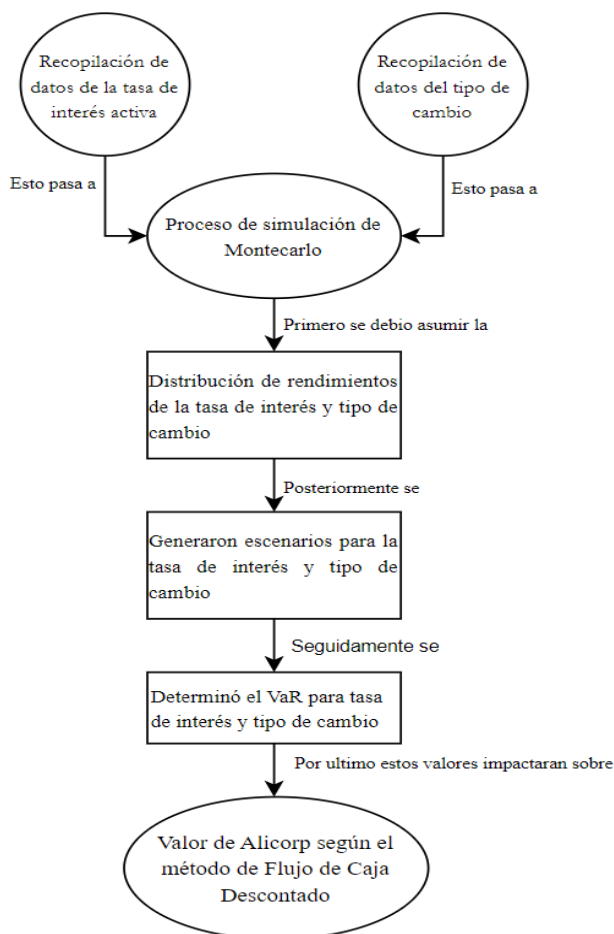 Recopilación de
datos de la tasa de
interés activa
Recopilación de
datos del tipo de
cambio
Esto pasa a
Esto pasa a
Proceso de simulación de
Montecarlo
Primero se debio asumir la
Distribución de rendimientos
de la tasa de interés y tipo de
cambio
Posteriormente se
Generaron escenarios para la
tasa de interés y tipo de
cambio
Seguidamente se
Determinó el VaR para tasa
de interés y tipo de cambio
Por ultimo estos valores impactaran sobre
Valor de Alicorp según el
método de Flujo de Caja
Descontado